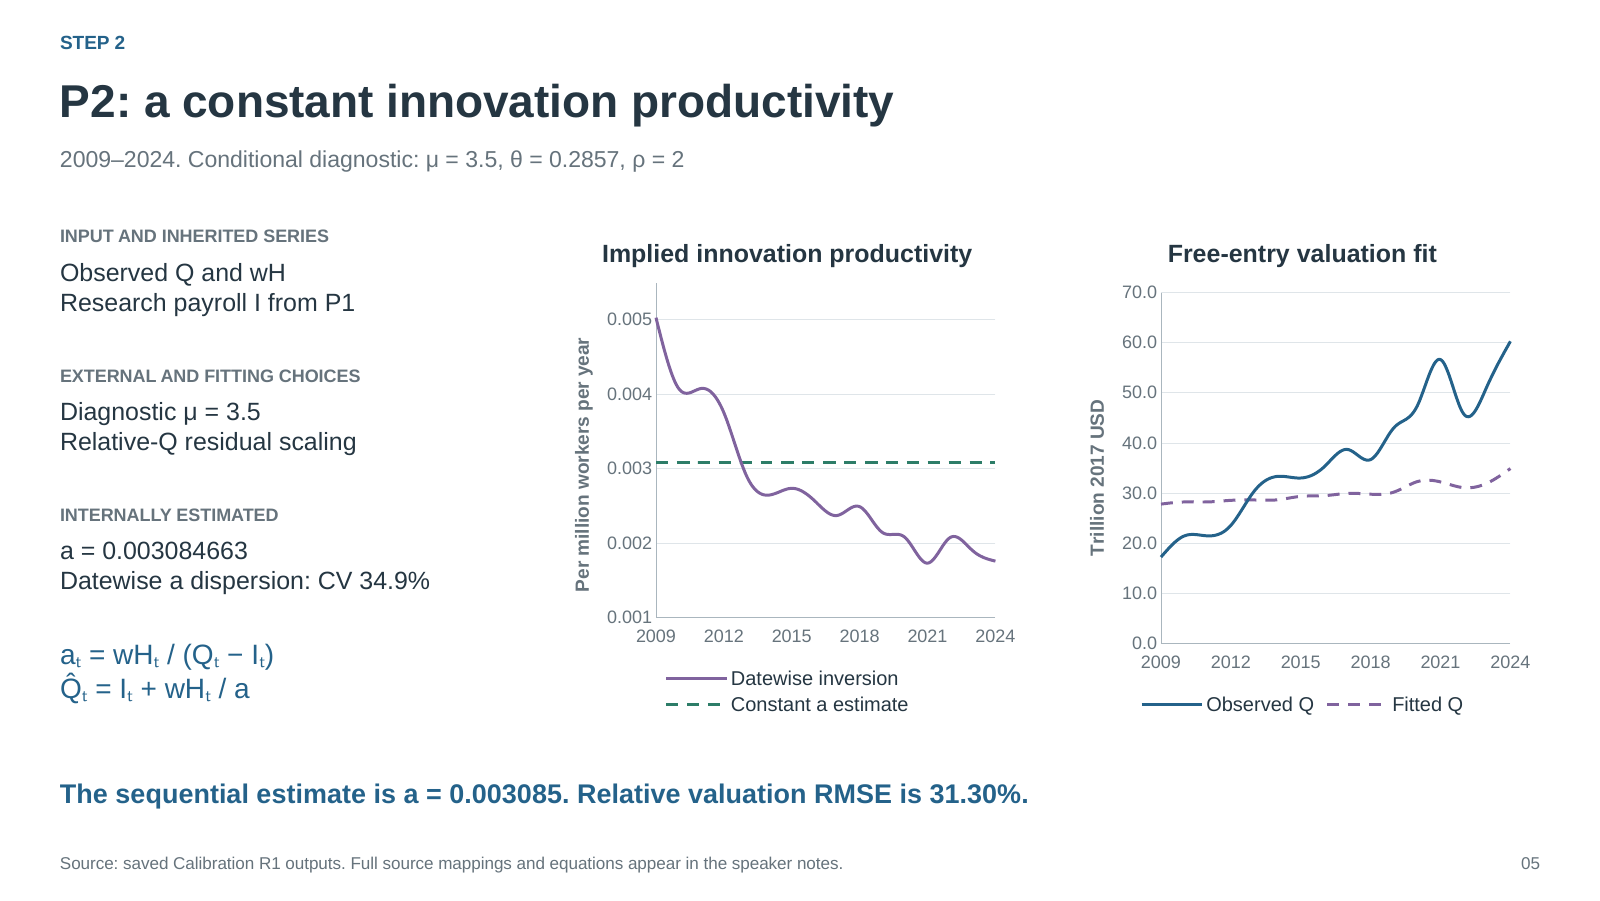 STEP 2
P2: a constant innovation productivity
2009–2024. Conditional diagnostic: μ = 3.5, θ = 0.2857, ρ = 2
INPUT AND INHERITED SERIES
Observed Q and wH
Research payroll I from P1
EXTERNAL AND FITTING CHOICES
Diagnostic μ = 3.5
Relative-Q residual scaling
INTERNALLY ESTIMATED
a = 0.003084663
Datewise a dispersion: CV 34.9%
aₜ = wHₜ / (Qₜ − Iₜ)
Q̂ₜ = Iₜ + wHₜ / a
Implied innovation productivity
Per million workers per year
0.005
0.004
0.003
0.002
0.001
2009 2012 2015 2018 2021 2024
Datewise inversion
Constant a estimate
Free-entry valuation fit
Trillion 2017 USD
70.0
60.0
50.0
40.0
30.0
20.0
10.0
0.0
2009 2012 2015 2018 2021 2024
Observed Q Fitted Q
The sequential estimate is a = 0.003085. Relative valuation RMSE is 31.30%.
Source: saved Calibration R1 outputs. Full source mappings and equations appear in the speaker notes.
05